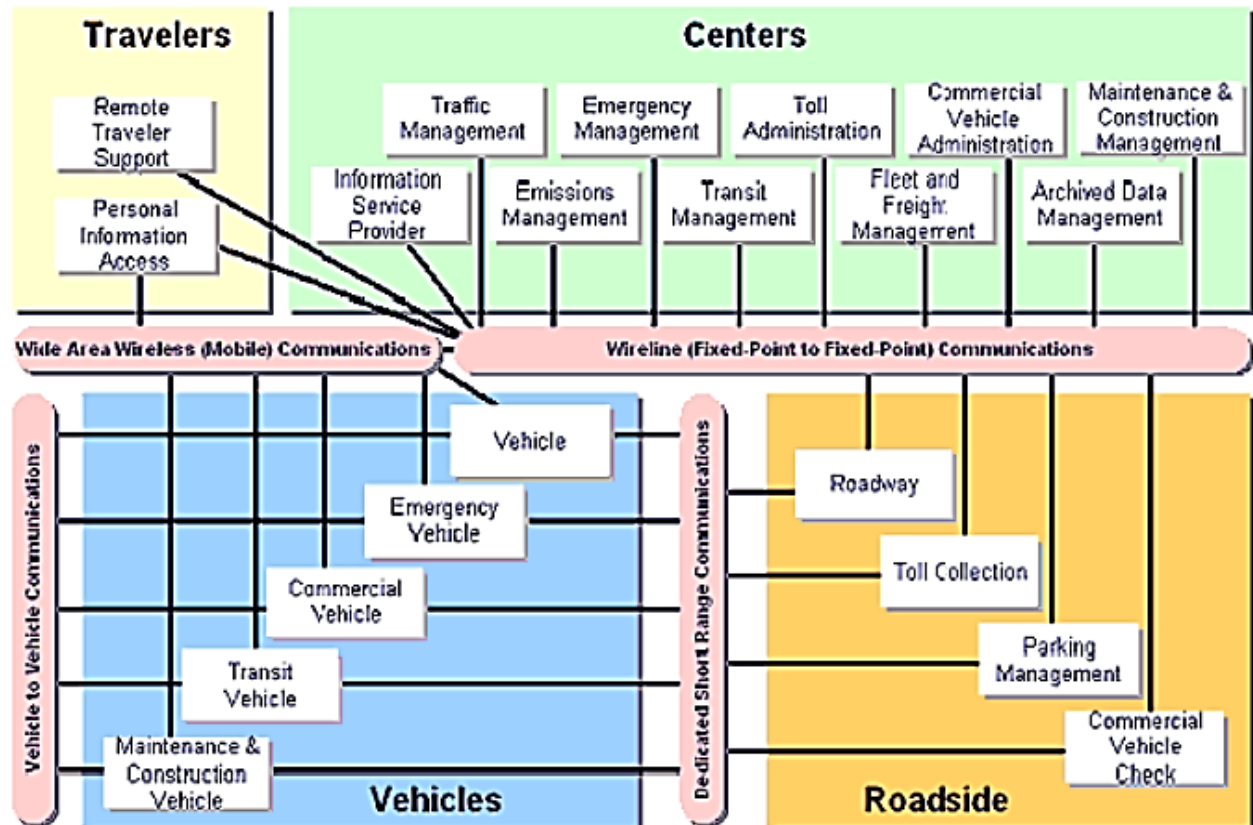 Travelers
Centers
Remote
Traveler
Support
Personal
Information
Access
Traffic
Management
Emergency
Management
Toll
Administration
Commercial
Vehicle
Administration
Maintenance &
Construction
Management
Information
Service
Provider
Emissions
Management
Transit
Management
Fleet and
Freight
Management
Archived Data
Management
Wide Area Wireless (Mobile) Communications
Wireline (Fixed-Point to Fixed-Point) Communications
Vehicle to Vehicle Communications
Vehicle
Emergency
Vehicle
Commercial
Vehicle
Transit
Vehicle
Maintenance &
Construction
Vehicle
Vehicles
Dedicated Short Range Communications
Roadway
Toll Collection
Parking
Management
Commercial
Vehicle
Check
Roadside